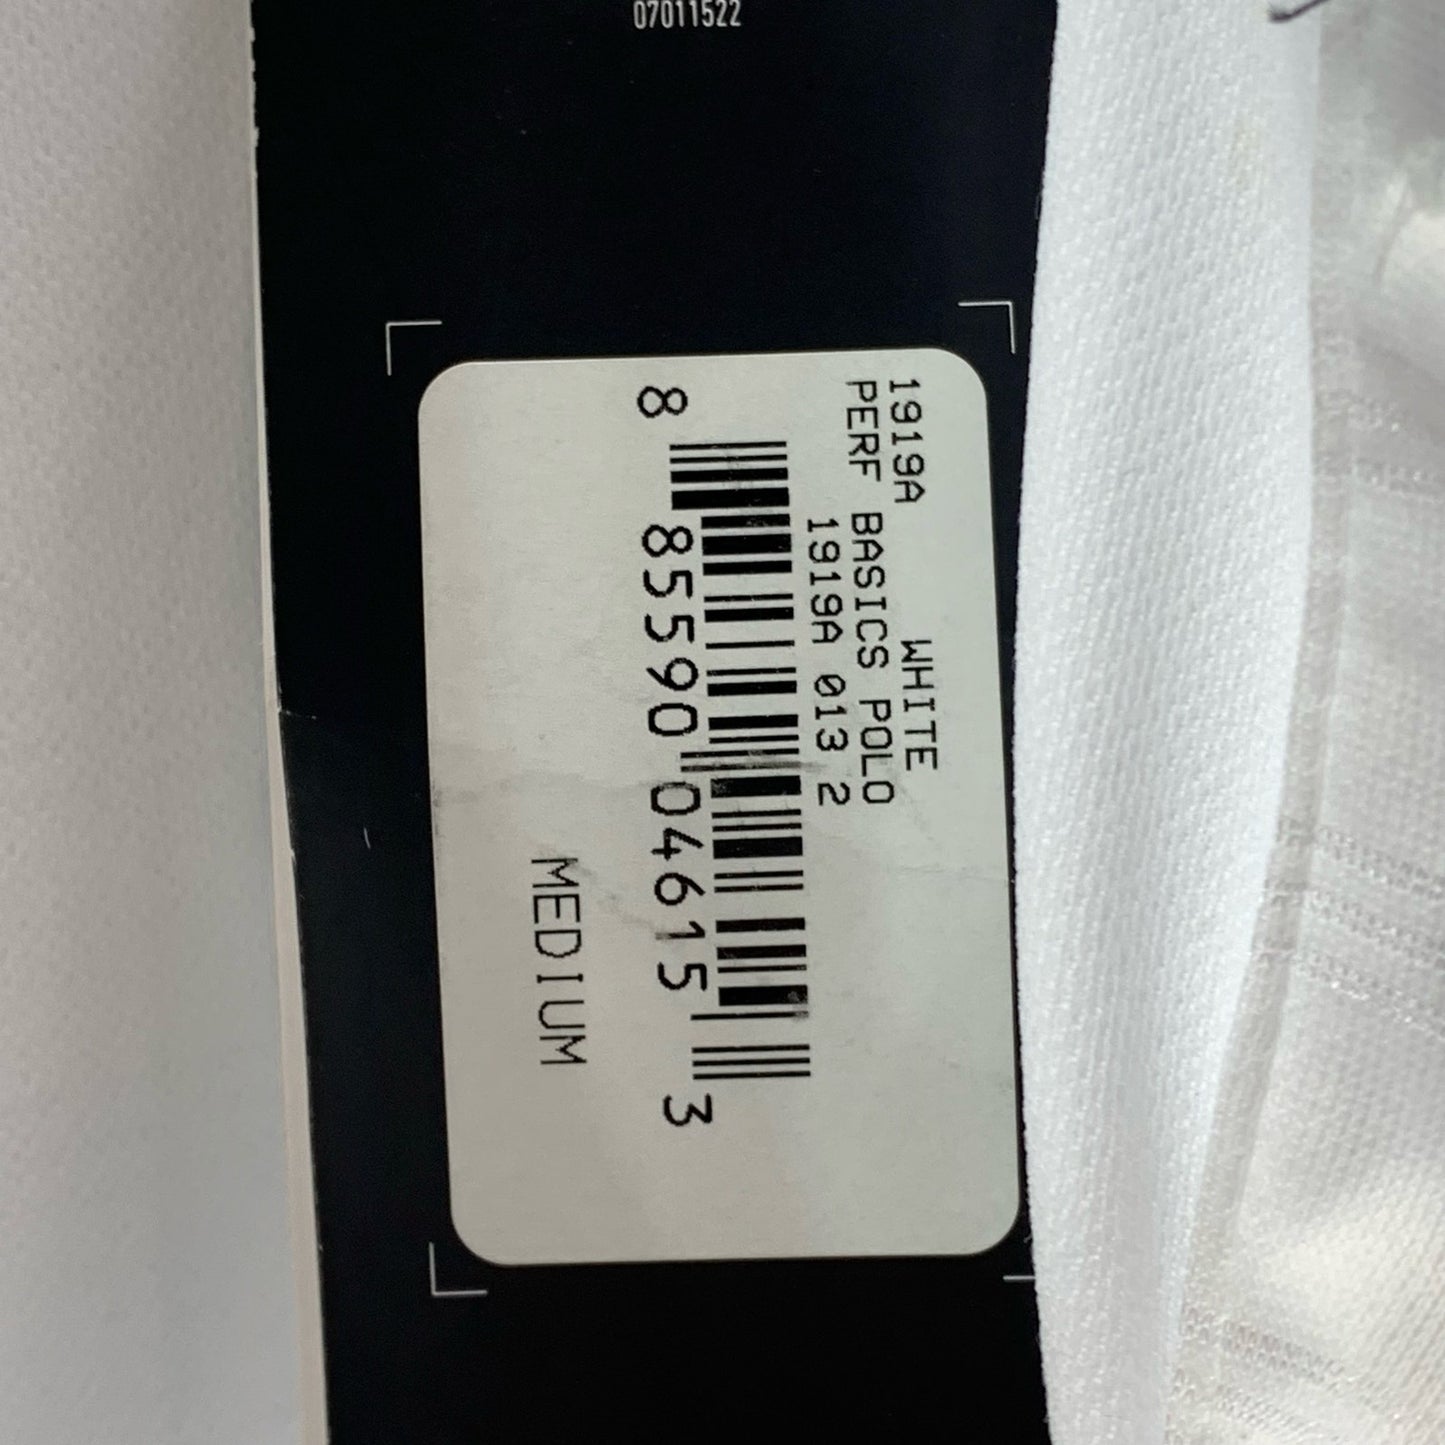 07011522
1919A WHITE
PERF BASICS POLO
1919A 013 2
8 85590 04615 3
MEDIUM